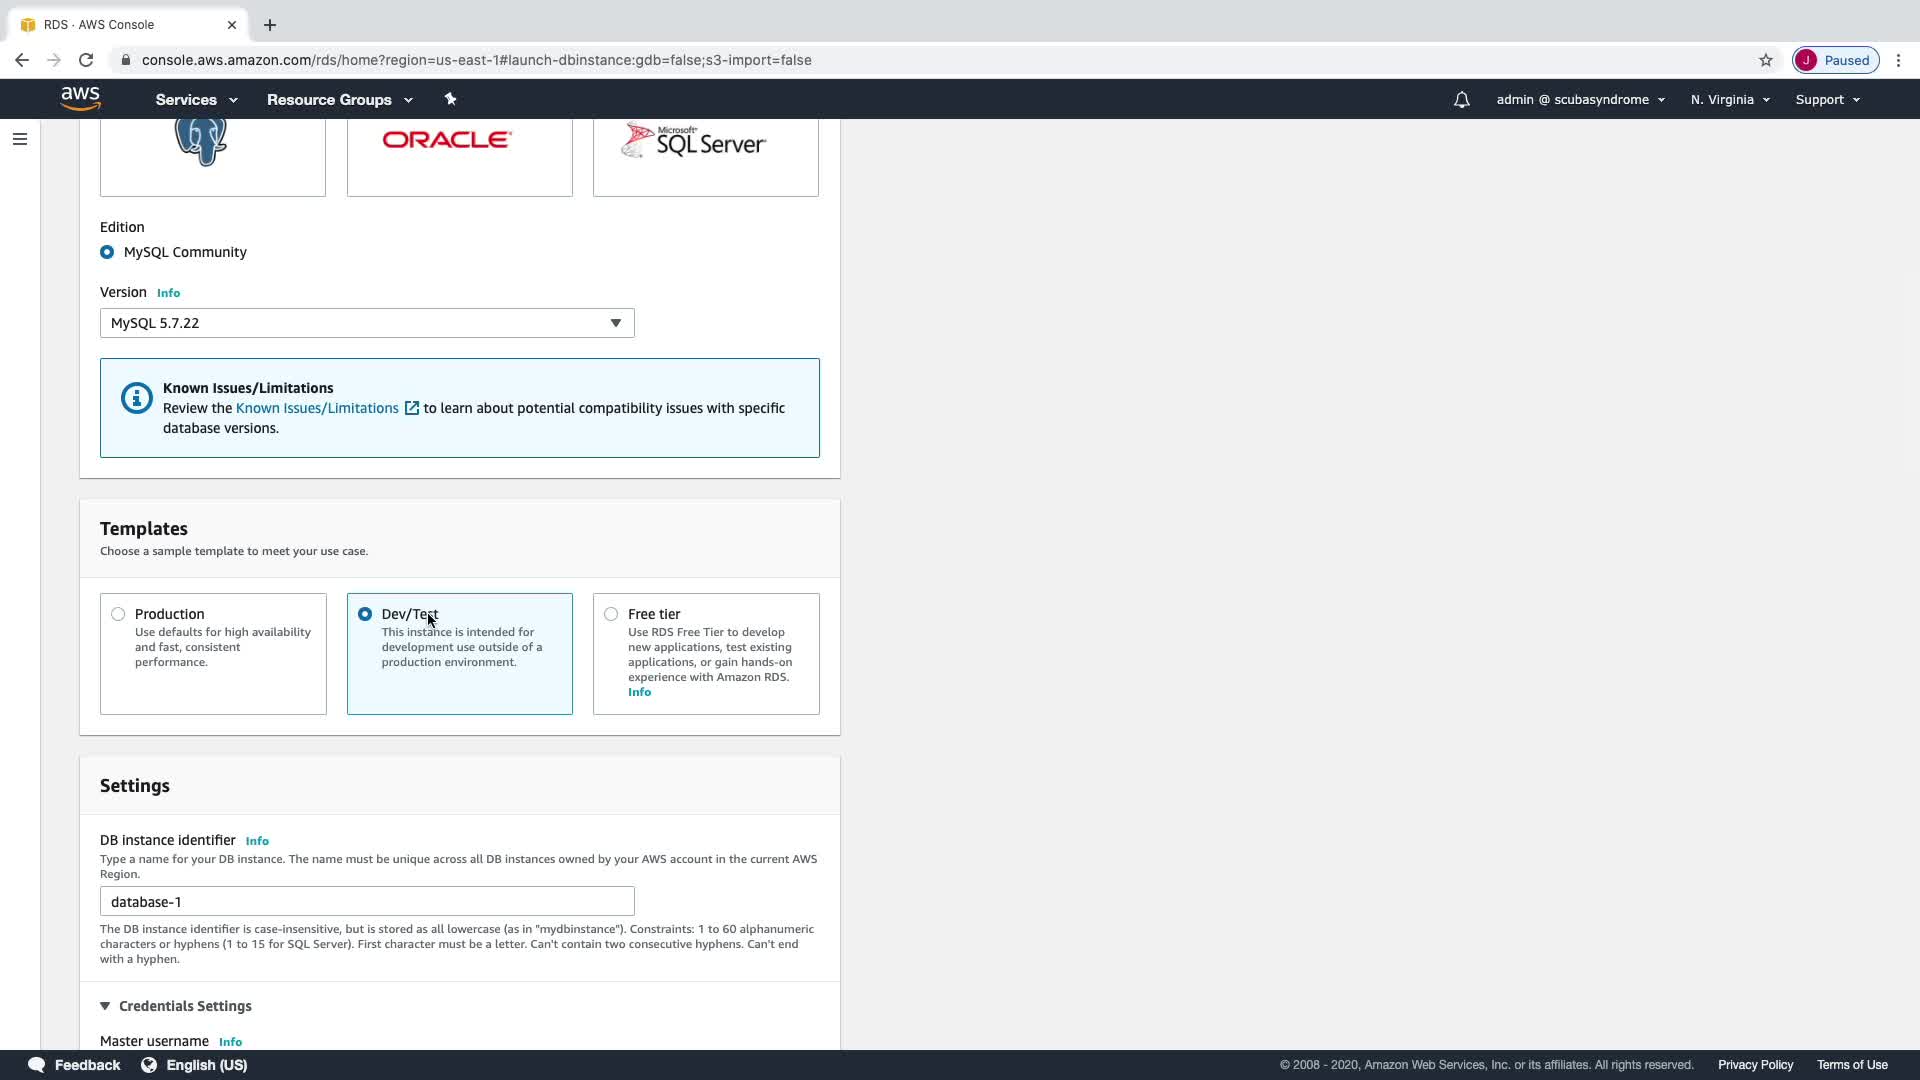 RDS · AWS Console
console.aws.amazon.com/rds/home?region=us-east-1#launch-dbinstance:gdb=false;s3-import=false
J Paused
aws Services Resource Groups admin @ scubasyndrome N. Virginia Support
ORACLE
Microsoft
SQL Server
Edition
MySQL Community
Version Info
MySQL 5.7.22
Known Issues/Limitations
Review the Known Issues/Limitations to learn about potential compatibility issues with specific
database versions.
Templates
Choose a sample template to meet your use case.
Production
Use defaults for high availability
and fast, consistent
performance.
Dev/Test
This instance is intended for
development use outside of a
production environment.
Free tier
Use RDS Free Tier to develop
new applications, test existing
applications, or gain hands-on
experience with Amazon RDS.
Info
Settings
DB instance identifier Info
Type a name for your DB instance. The name must be unique across all DB instances owned by your AWS account in the current AWS
Region.
database-1
The DB instance identifier is case-insensitive, but is stored as all lowercase (as in "mydbinstance"). Constraints: 1 to 60 alphanumeric
characters or hyphens (1 to 15 for SQL Server). First character must be a letter. Can't contain two consecutive hyphens. Can't end
with a hyphen.
Credentials Settings
Master username Info
Feedback English (US) © 2008 - 2020, Amazon Web Services, Inc. or its affiliates. All rights reserved. Privacy Policy Terms of Use